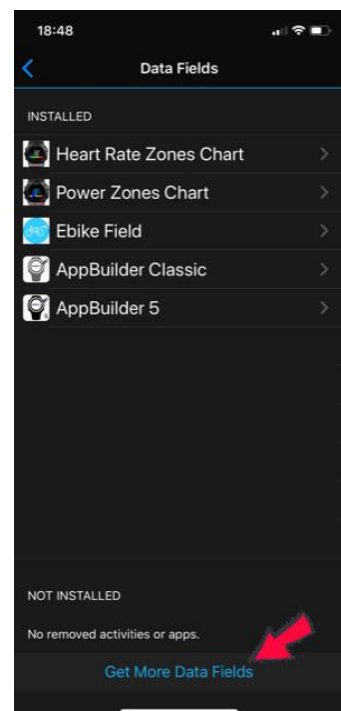 18:48
Data Fields
INSTALLED
Heart Rate Zones Chart
Power Zones Chart
Ebike Field
AppBuilder Classic
AppBuilder 5
NOT INSTALLED
No removed activities or apps.
Get More Data Fields